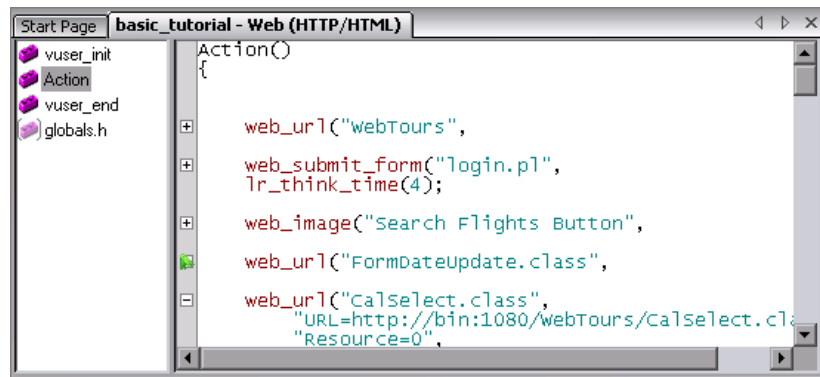 Start Page
basic_tutorial - Web (HTTP/HTML)
vuser_init
Action
vuser_end
globals.h
Action()
{
web_url("WebTours",
web_submit_form("login.pl",
lr_think_time(4);
web_image("Search Flights Button",
web_url("FormDateUpdate.class",
web_url("CalSelect.class",
"URL=http://bin:1080/WebTours/CalSelect.cla
"Resource=0",